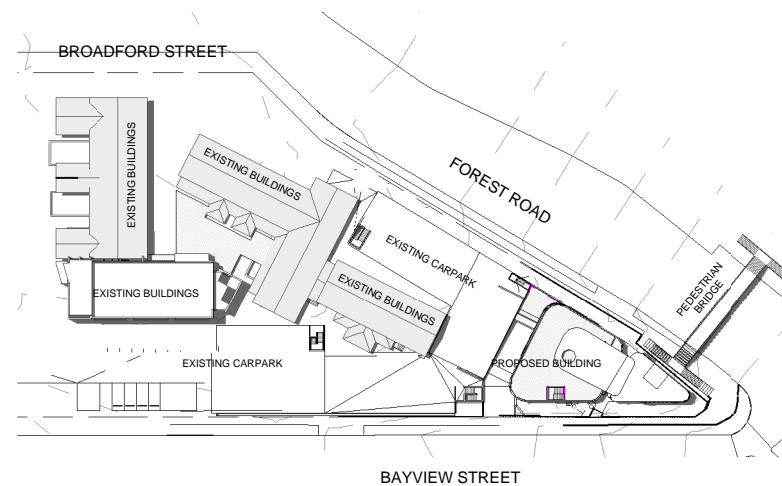 BROADFORD STREET
EXISTING BUILDINGS
EXISTING BUILDINGS
FOREST ROAD
EXISTING CARPARK
PEDESTRIAN
BRIDGE
EXISTING BUILDINGS
EXISTING BUILDINGS
EXISTING CARPARK
PROPOSED BUILDING
BAYVIEW STREET